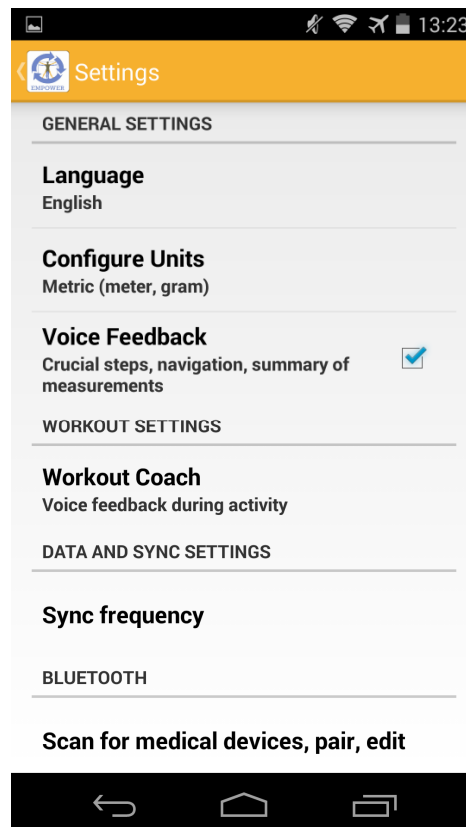 13:23
EMPOWER
Settings
GENERAL SETTINGS
Language
English
Configure Units
Metric (meter, gram)
Voice Feedback
Crucial steps, navigation, summary of
measurements
WORKOUT SETTINGS
Workout Coach
Voice feedback during activity
DATA AND SYNC SETTINGS
Sync frequency
BLUETOOTH
Scan for medical devices, pair, edit